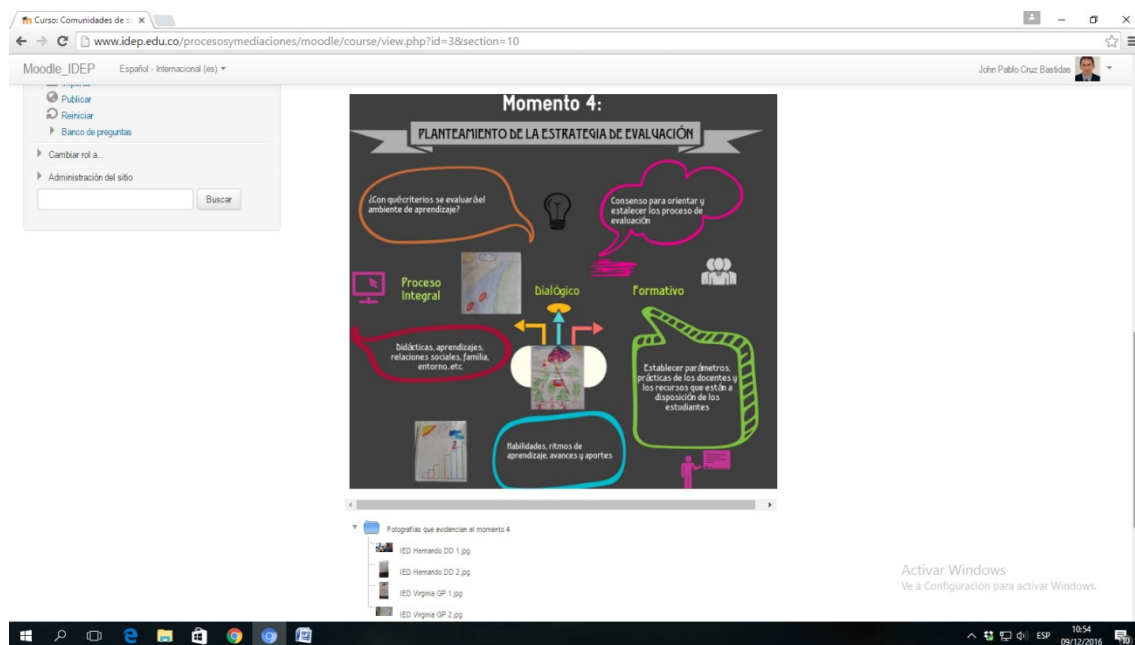 Curso: Comunidades de s
www.idep.edu.co/procesosymediaciones/moodle/course/view.php?id=3&section=10
Moodle_IDEP
Español - Internacional (es)
John Pablo Cruz Bastidas
Publicar
Reiniciar
Banco de preguntas
Cambiar rol a...
Administración del sitio
Buscar
Momento 4:
PLANTEAMIENTO DE LA ESTRATEGIA DE EVALUACIÓN
¿Con quécriterios se evaluaráel
ambiente de aprendizaje?
Consenso para orientar y
estalecer los proceso de
evaluación
Proceso
Integral
Dialógico
Formativo
Didácticas, aprendizajes,
relaciones sociales, familia,
entorno..etc.
Establecer parámetros,
prácticas de los docentes y
los recursos que están a
disposición de los
estudiantes
Habilidades, ritmos de
aprendizaje, avances y aportes
Fotografías que evidencian el momento 4
IED Hernando DD 1.jpg
IED Hernando DD 2.jpg
IED Virginia GP 1.jpg
IED Virginia GP 2.jpg
Activar Windows
Ve a Configuración para activar Windows.
ESP
10:54
09/12/2016